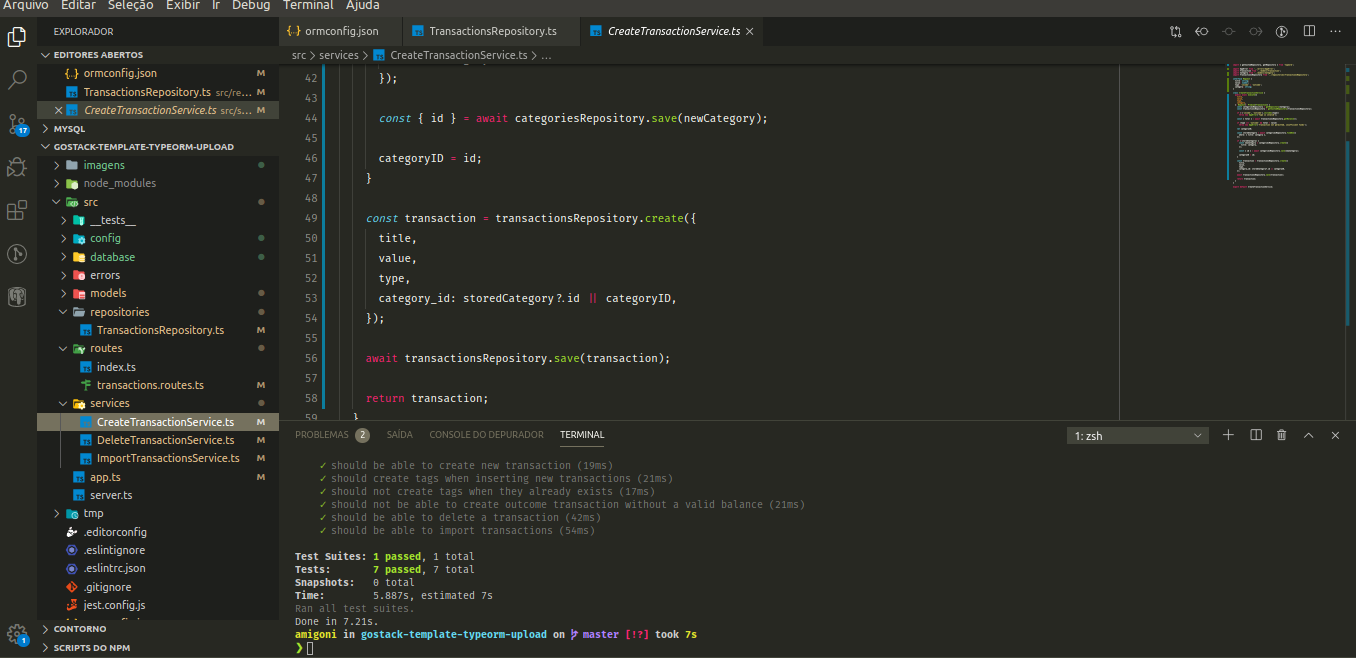 Arquivo Editar Seleção Exibir Ir Debug Terminal Ajuda
EXPLORADOR
EDITORES ABERTOS
ormconfig.json M
TransactionsRepository.ts src/re... M
CreateTransactionService.ts src/s... M
MYSQL
GOSTACK-TEMPLATE-TYPEORM-UPLOAD
imagens
node_modules
src
__tests__
config
database
errors
models
repositories
TransactionsRepository.ts M
routes
index.ts
transactions.routes.ts M
services
CreateTransactionService.ts M
DeleteTransactionService.ts M
ImportTransactionsService.ts M
app.ts M
server.ts
tmp
.editorconfig
.eslintignore
.eslintrc.json
.gitignore
jest.config.js
CONTORNO
SCRIPTS DO NPM
17
1
ormconfig.json TransactionsRepository.ts CreateTransactionService.ts
src > services > CreateTransactionService.ts > ...
42 });
43
44 const { id } = await categoriesRepository.save(newCategory);
45
46 categoryID = id;
47 }
48
49 const transaction = transactionsRepository.create({
50 title,
51 value,
52 type,
53 category_id: storedCategory?.id || categoryID,
54 });
55
56 await transactionsRepository.save(transaction);
57
58 return transaction;
59 }
PROBLEMAS 2 SAÍDA CONSOLE DO DEPURADOR TERMINAL 1: zsh
✓ should be able to create new transaction (19ms)
✓ should create tags when inserting new transactions (21ms)
✓ should not create tags when they already exists (17ms)
✓ should not be able to create outcome transaction without a valid balance (21ms)
✓ should be able to delete a transaction (42ms)
✓ should be able to import transactions (54ms)
Test Suites: 1 passed, 1 total
Tests: 7 passed, 7 total
Snapshots: 0 total
Time: 5.887s, estimated 7s
Ran all test suites.
Done in 7.21s.
amigoni in gostack-template-typeorm-upload on master [!?] took 7s
❯